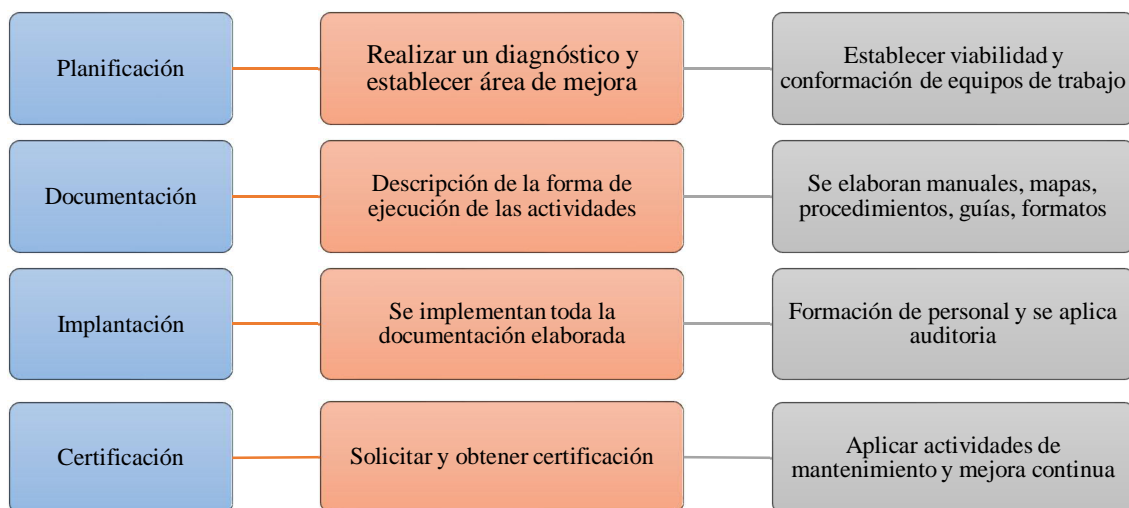 Planificación
Realizar un diagnóstico y
establecer área de mejora
Establecer viabilidad y
conformación de equipos de trabajo
Documentación
Descripción de la forma de
ejecución de las actividades
Se elaboran manuales, mapas,
procedimientos, guías, formatos
Implantación
Se implementan toda la
documentación elaborada
Formación de personal y se aplica
auditoria
Certificación
Solicitar y obtener certificación
Aplicar actividades de
mantenimiento y mejora continua